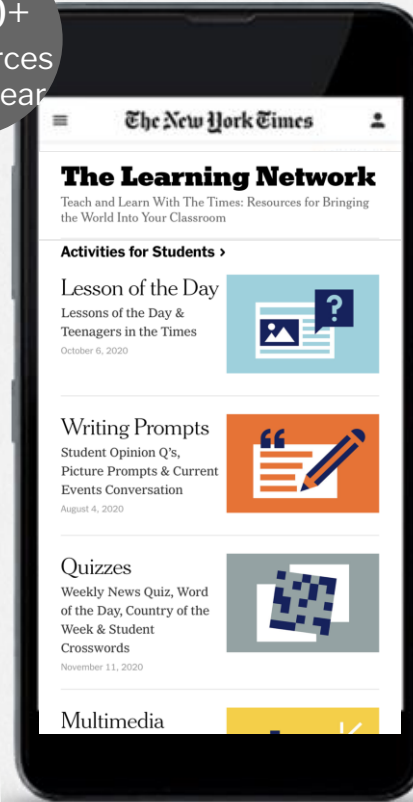 The New York Times
The Learning Network
Teach and Learn With The Times: Resources for Bringing
the World Into Your Classroom
Activities for Students ›
Lesson of the Day
Lessons of the Day &
Teenagers in the Times
October 6, 2020
?
Writing Prompts
Student Opinion Q's,
Picture Prompts & Current
Events Conversation
August 4, 2020
Quizzes
Weekly News Quiz, Word
of the Day, Country of the
Week & Student
Crosswords
November 11, 2020
Multimedia